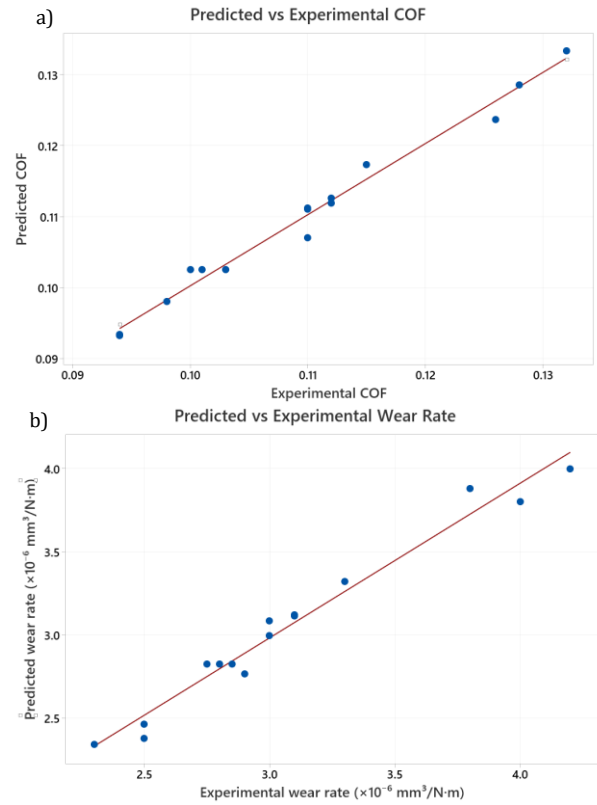 a)
Predicted vs Experimental COF
Predicted COF
0.13
0.12
0.11
0.10
0.09
0.09
0.10
0.11
0.12
0.13
Experimental COF
b)
Predicted vs Experimental Wear Rate
Predicted wear rate (×10⁻⁶ mm³/N·m)
4.0
3.5
3.0
2.5
2.5
3.0
3.5
4.0
Experimental wear rate (×10⁻⁶ mm³/N·m)